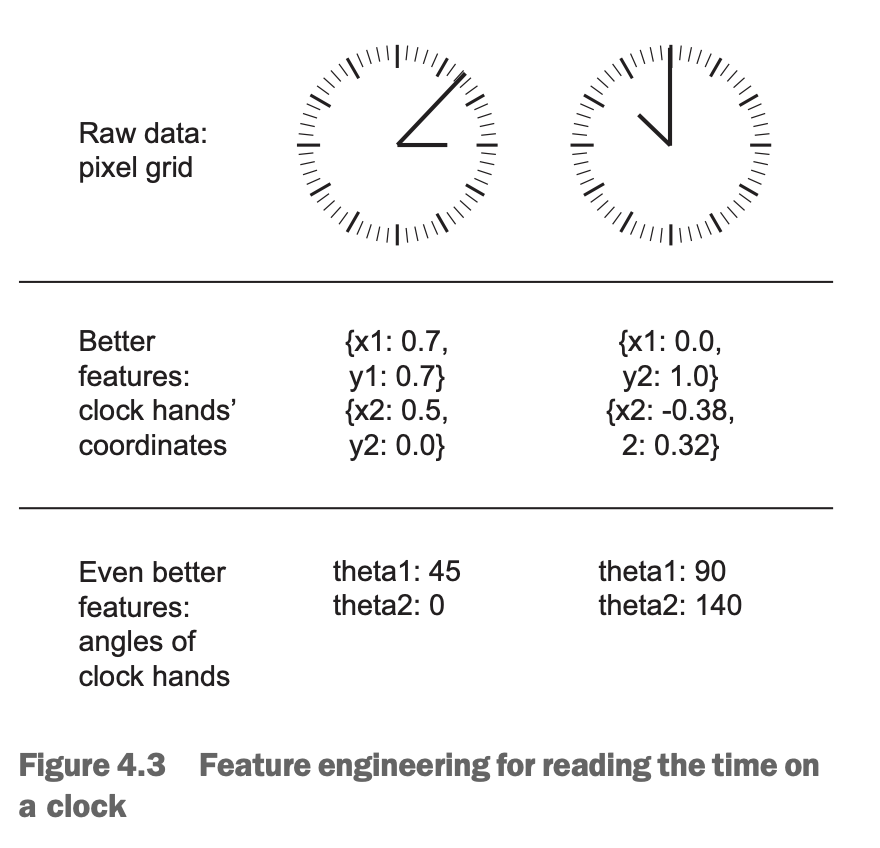 Raw data:
pixel grid
Better
features:
clock hands’
coordinates
{x1: 0.7,
y1: 0.7}
{x2: 0.5,
y2: 0.0}
{x1: 0.0,
y2: 1.0}
{x2: -0.38,
2: 0.32}
Even better
features:
angles of
clock hands
theta1: 45
theta2: 0
theta1: 90
theta2: 140
Figure 4.3 Feature engineering for reading the time on
a clock